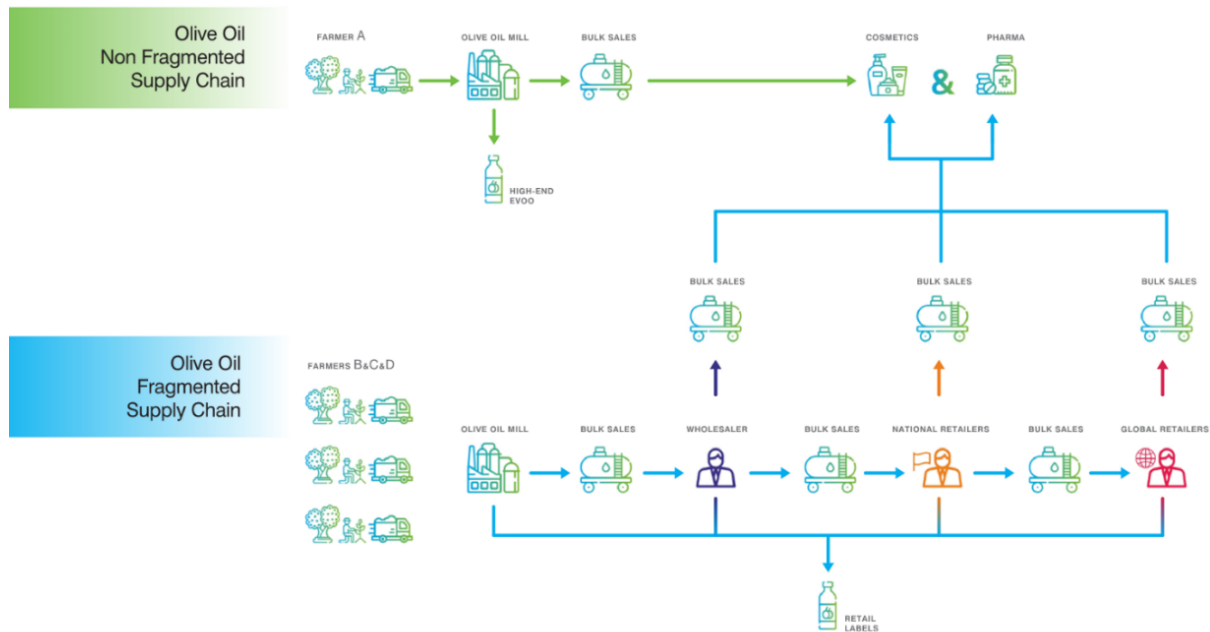 Olive Oil
Non Fragmented
Supply Chain
FARMER A
OLIVE OIL MILL
BULK SALES
COSMETICS
&
PHARMA
HIGH-END
EVOO
BULK SALES
BULK SALES
BULK SALES
Olive Oil
Fragmented
Supply Chain
FARMERS B&C&D
OLIVE OIL MILL
BULK SALES
WHOLESALER
BULK SALES
NATIONAL RETAILERS
BULK SALES
GLOBAL RETAILERS
RETAIL
LABELS